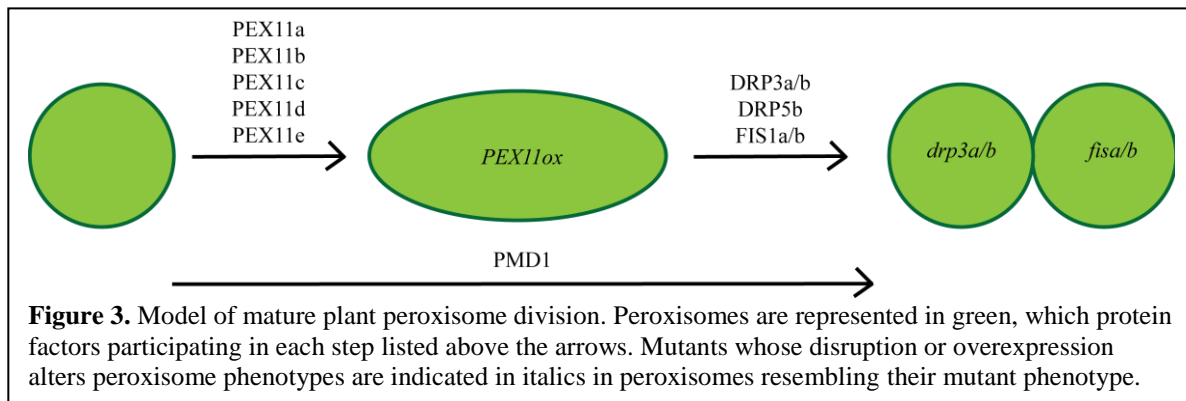 PEX11a
PEX11b
PEX11c
PEX11d
PEX11e
PEX11ox
DRP3a/b
DRP5b
FIS1a/b
drp3a/b
fisa/b
PMD1
Figure 3. Model of mature plant peroxisome division. Peroxisomes are represented in green, which protein
factors participating in each step listed above the arrows. Mutants whose disruption or overexpression
alters peroxisome phenotypes are indicated in italics in peroxisomes resembling their mutant phenotype.